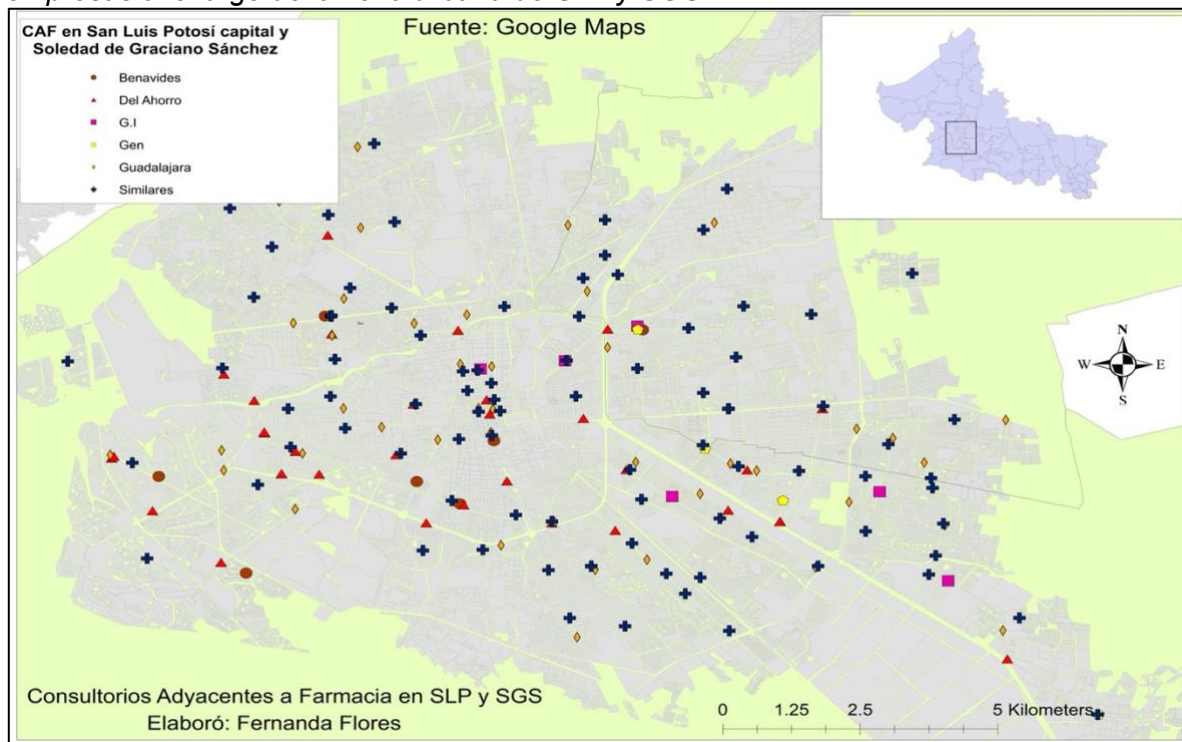 CAF en San Luis Potosí capital y
Soledad de Graciano Sánchez
Benavides
Del Ahorro
G.I
Gen
Guadalajara
Similares
Fuente: Google Maps
N
W
E
S
Consultorios Adyacentes a Farmacia en SLP y SGS
Elaboró: Fernanda Flores
0 1.25 2.5 5 Kilometers